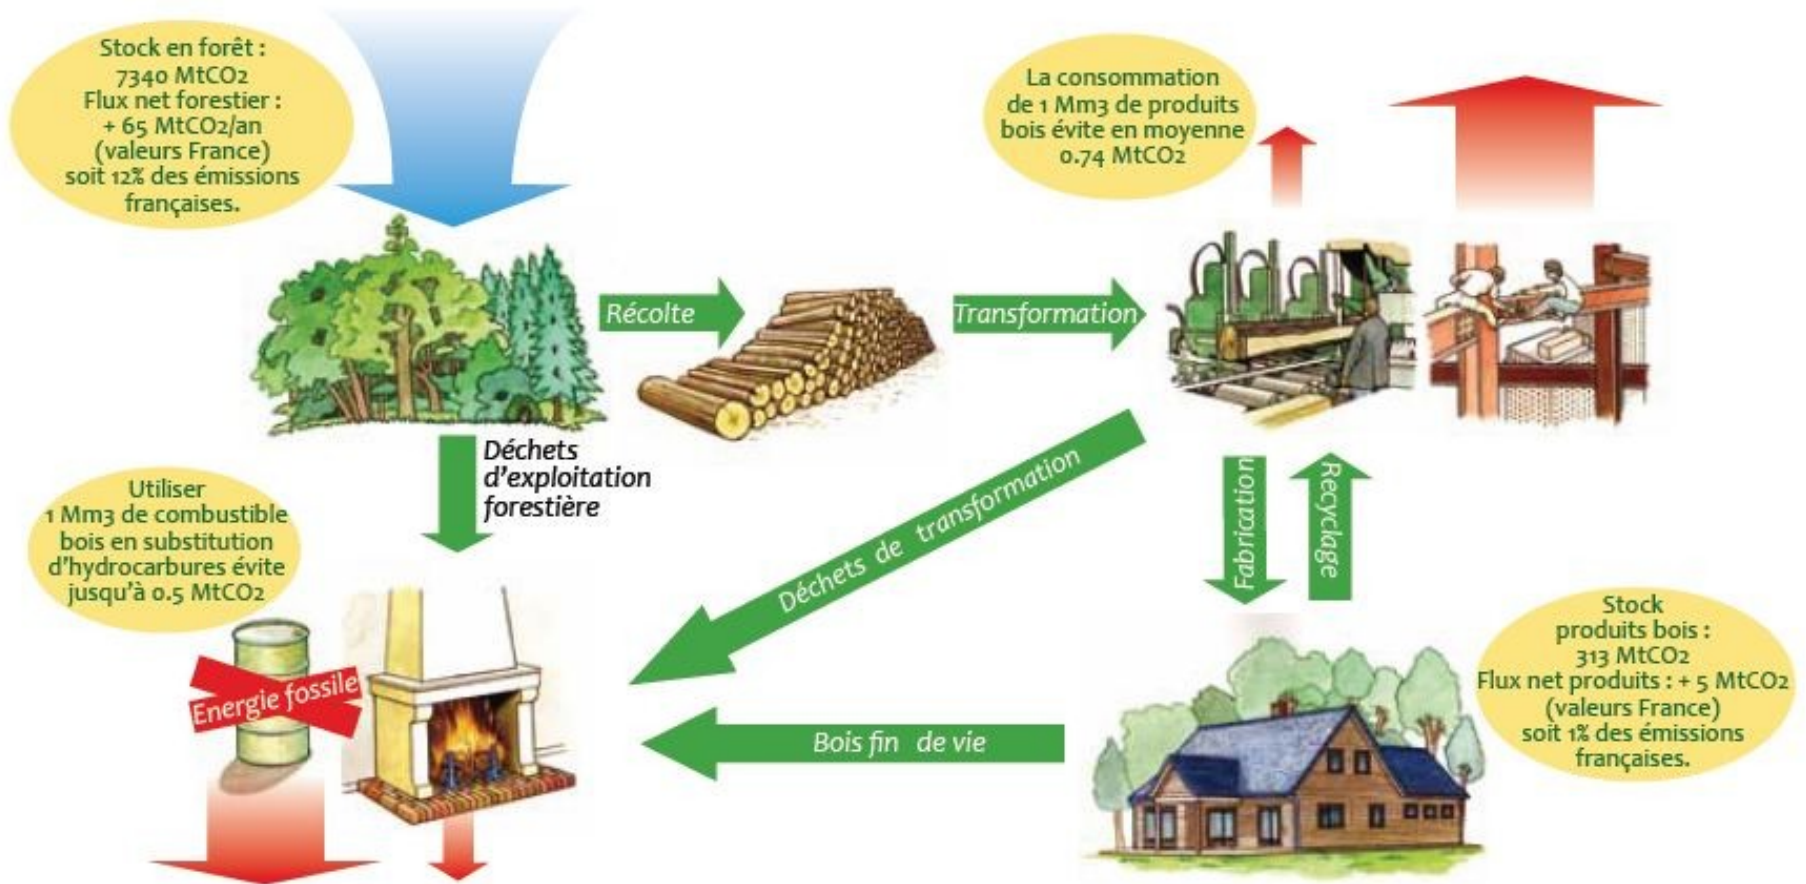 Stock en forêt :
7340 MtCO2
Flux net forestier :
+ 65 MtCO2/an
(valeurs France)
soit 12% des émissions
françaises.
La consommation
de 1 Mm3 de produits
bois évite en moyenne
0.74 MtCO2
Récolte
Transformation
Déchets
d'exploitation
forestière
Déchets de transformation
Fabrication
Recyclage
Utiliser
1 Mm3 de combustible
bois en substitution
d'hydrocarbures évite
jusqu'à 0.5 MtCO2
Energie fossile
Bois fin de vie
Stock
produits bois :
313 MtCO2
Flux net produits : + 5 MtCO2
(valeurs France)
soit 1% des émissions
françaises.